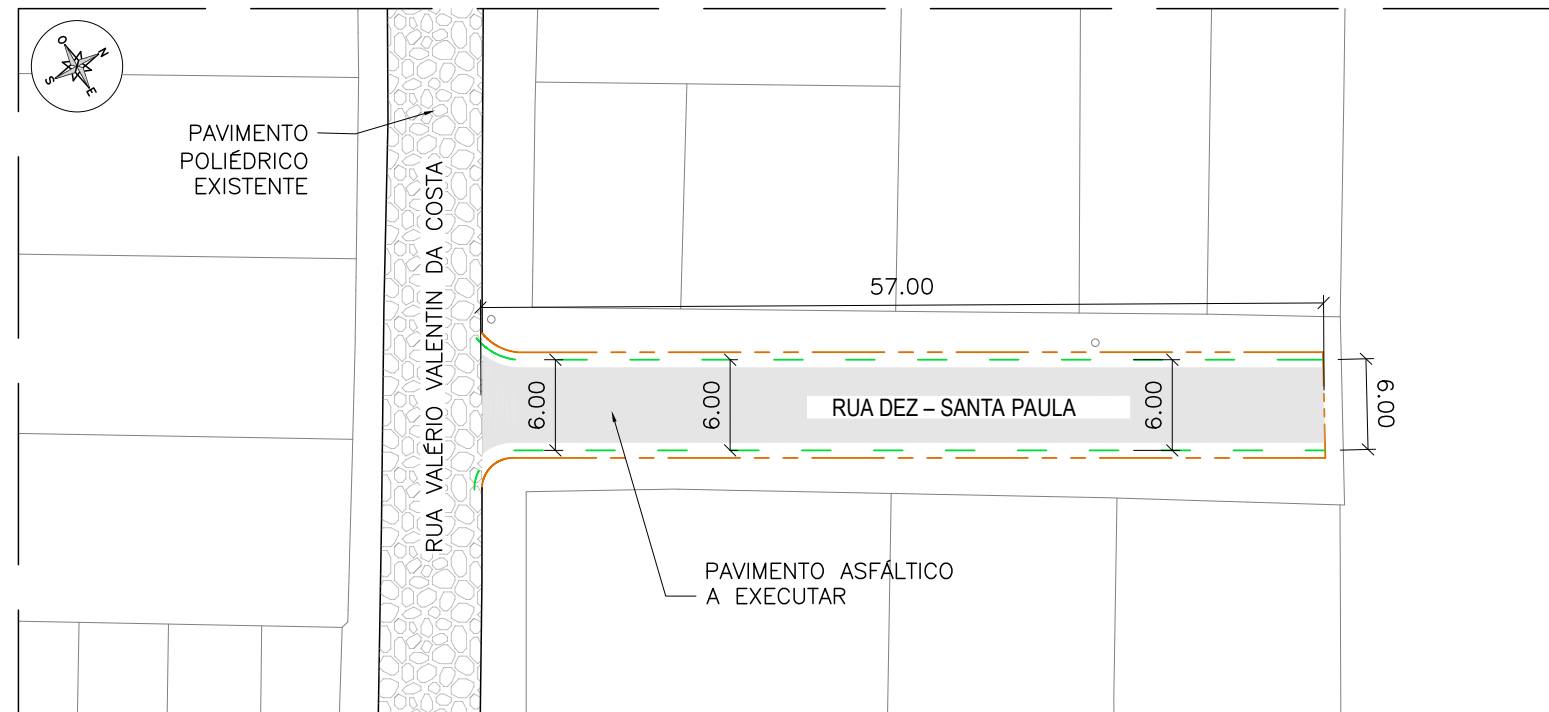 O
N
S
E
PAVIMENTO
POLIÉDRICO
EXISTENTE
RUA VALÉRIO VALENTIN DA COSTA
57.00
6.00
6.00
RUA DEZ – SANTA PAULA
6.00
6.00
PAVIMENTO ASFÁLTICO
A EXECUTAR